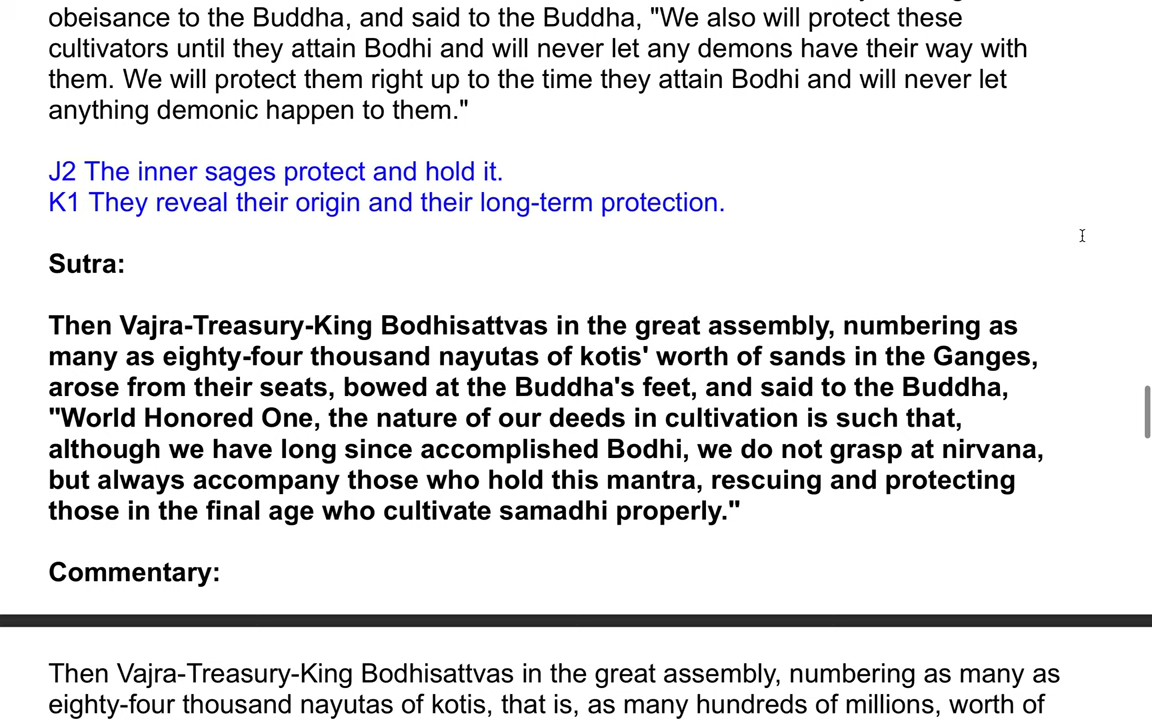 obeisance to the Buddha, and said to the Buddha, "We also will protect these
cultivators until they attain Bodhi and will never let any demons have their way with
them. We will protect them right up to the time they attain Bodhi and will never let
anything demonic happen to them."
J2 The inner sages protect and hold it.
K1 They reveal their origin and their long-term protection.
Sutra:
Then Vajra-Treasury-King Bodhisattvas in the great assembly, numbering as
many as eighty-four thousand nayutas of kotis' worth of sands in the Ganges,
arose from their seats, bowed at the Buddha's feet, and said to the Buddha,
"World Honored One, the nature of our deeds in cultivation is such that,
although we have long since accomplished Bodhi, we do not grasp at nirvana,
but always accompany those who hold this mantra, rescuing and protecting
those in the final age who cultivate samadhi properly."
Commentary:
Then Vajra-Treasury-King Bodhisattvas in the great assembly, numbering as many as
eighty-four thousand nayutas of kotis, that is, as many hundreds of millions, worth of